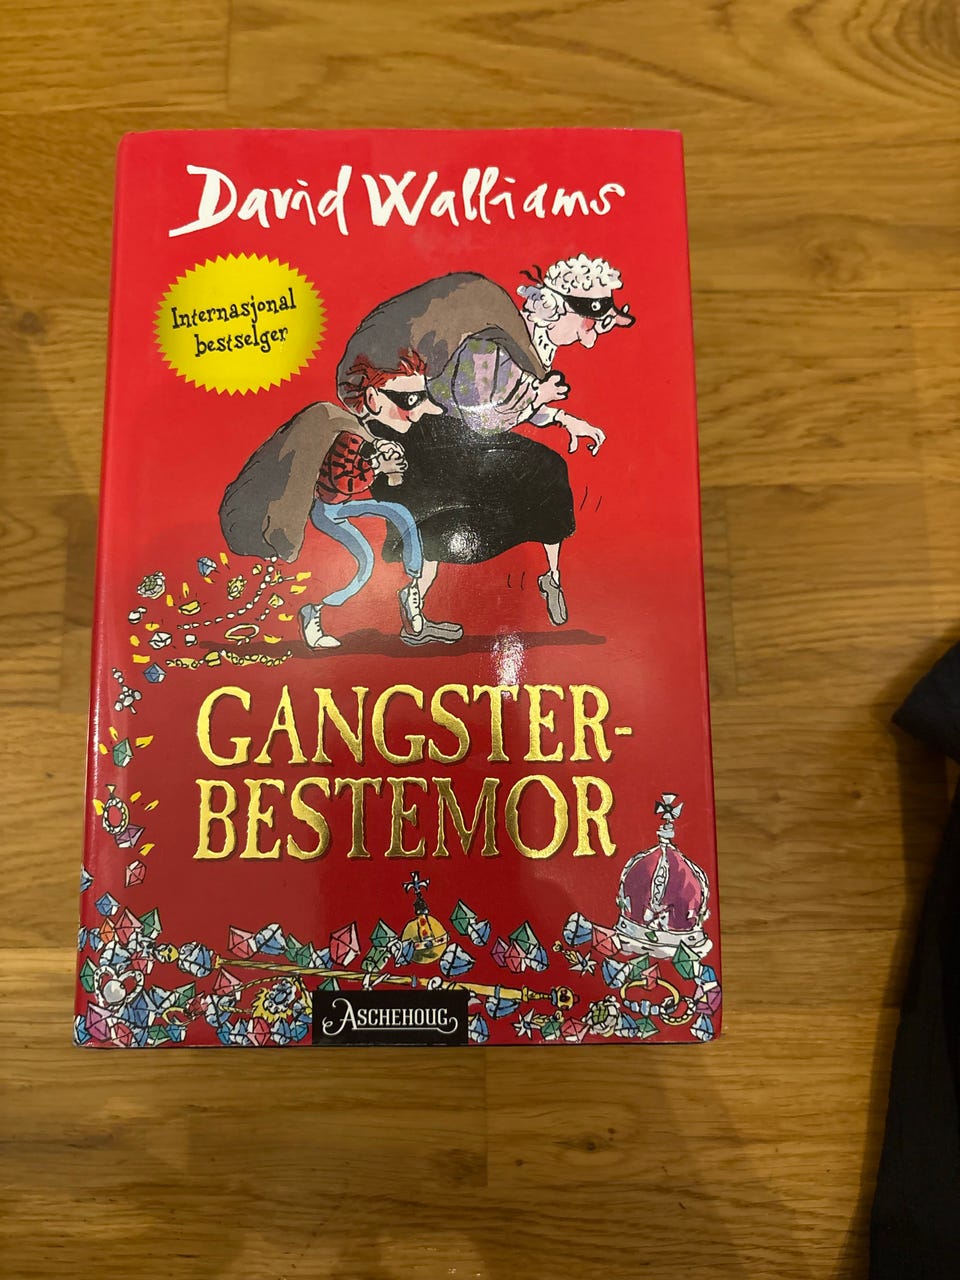 David Walliams
Internasjonal
bestselger
GANGSTER-
BESTEMOR
ASCHEHOUG